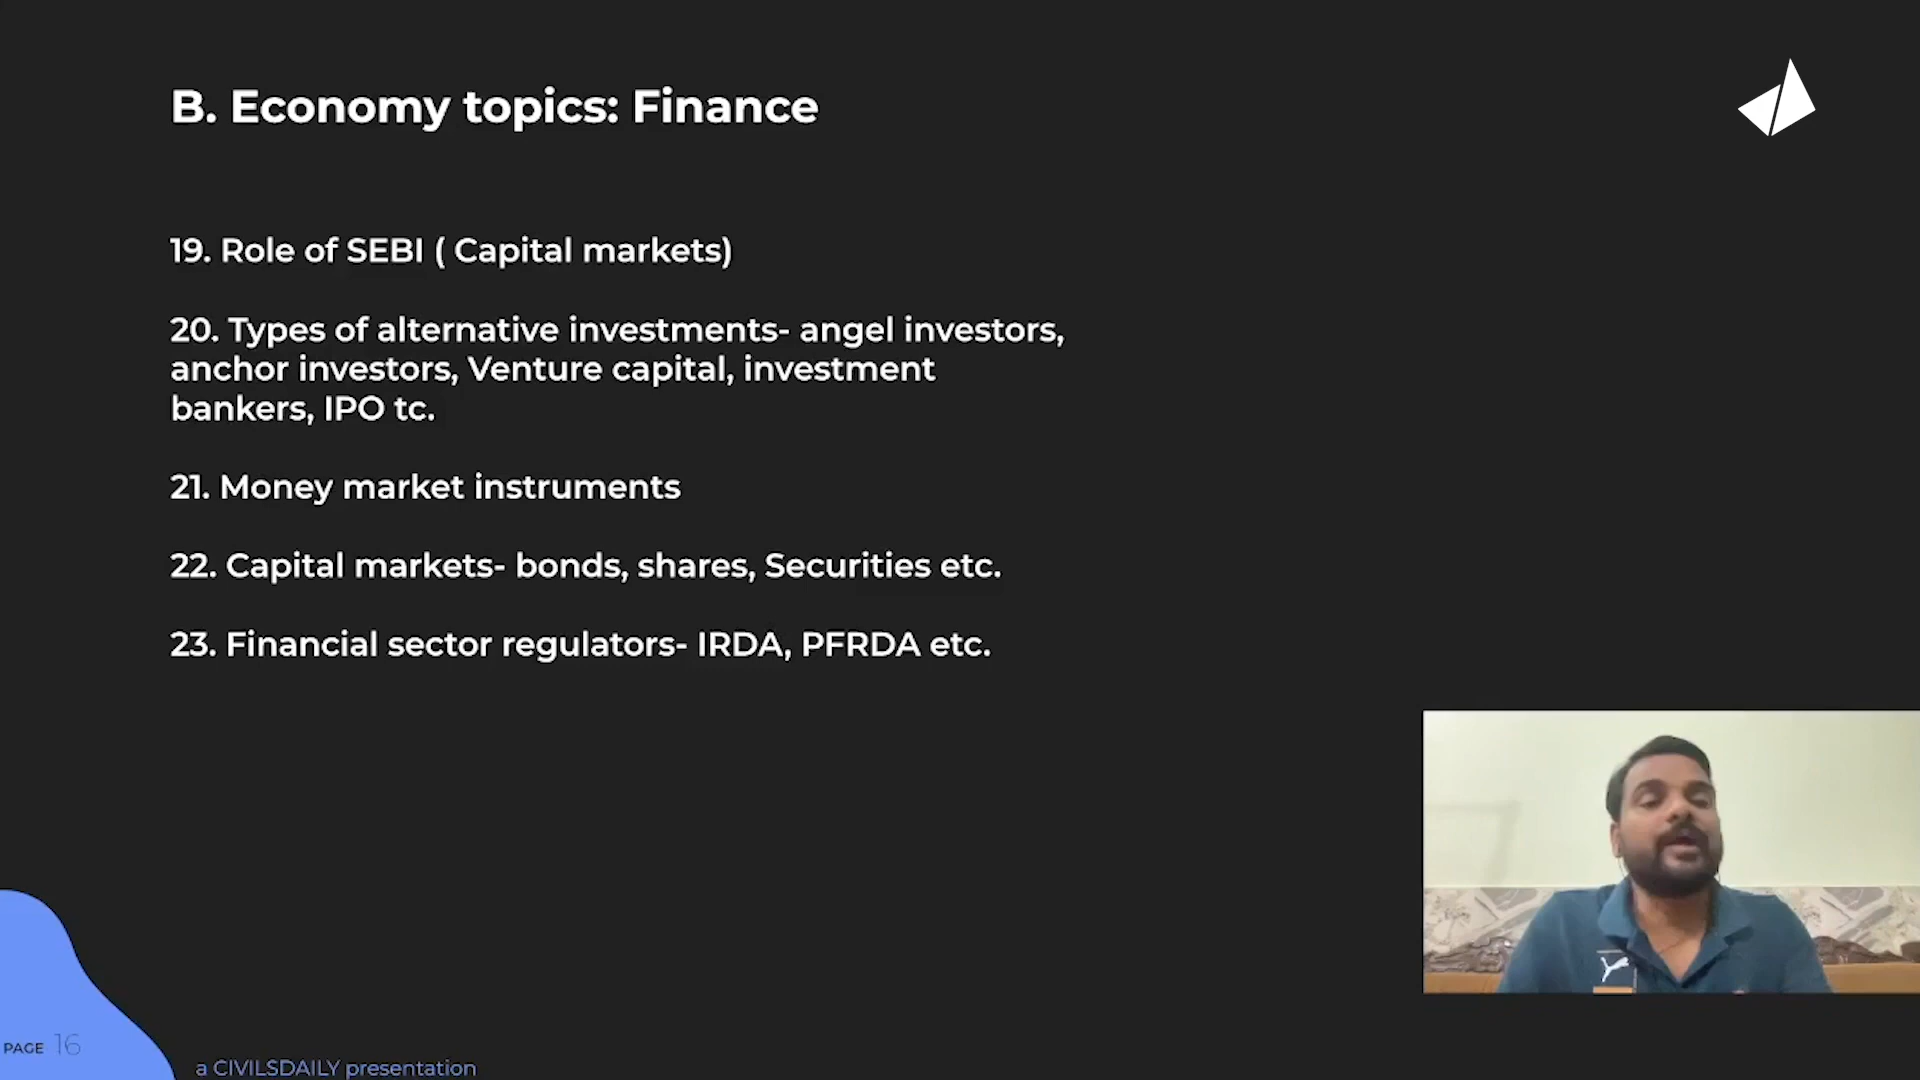 B. Economy topics: Finance
19. Role of SEBI ( Capital markets)
20. Types of alternative investments- angel investors,
anchor investors, Venture capital, investment
bankers, IPO tc.
21. Money market instruments
22. Capital markets- bonds, shares, Securities etc.
23. Financial sector regulators- IRDA, PFRDA etc.
PAGE 16
a CIVILSDAILY presentation